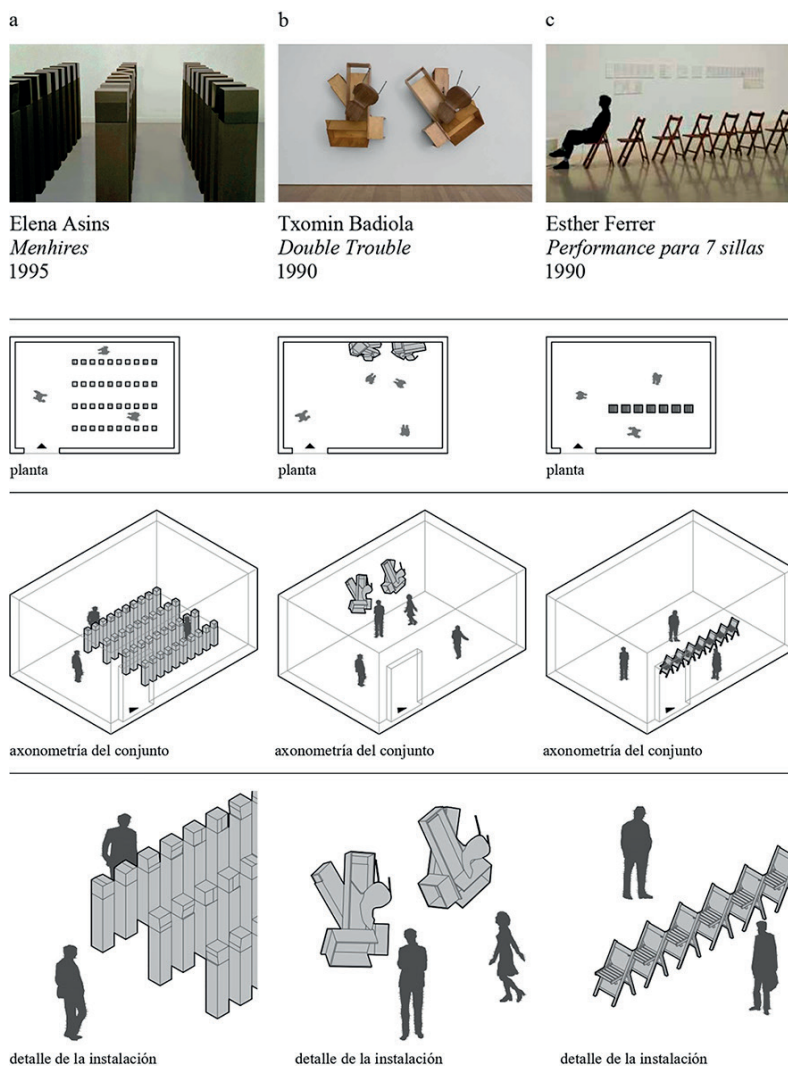 a
b
c
Elena Asins
Menhires
1995
Txomin Badiola
Double Trouble
1990
Esther Ferrer
Performance para 7 sillas
1990
planta
planta
planta
axonometría del conjunto
axonometría del conjunto
axonometría del conjunto
detalle de la instalación
detalle de la instalación
detalle de la instalación